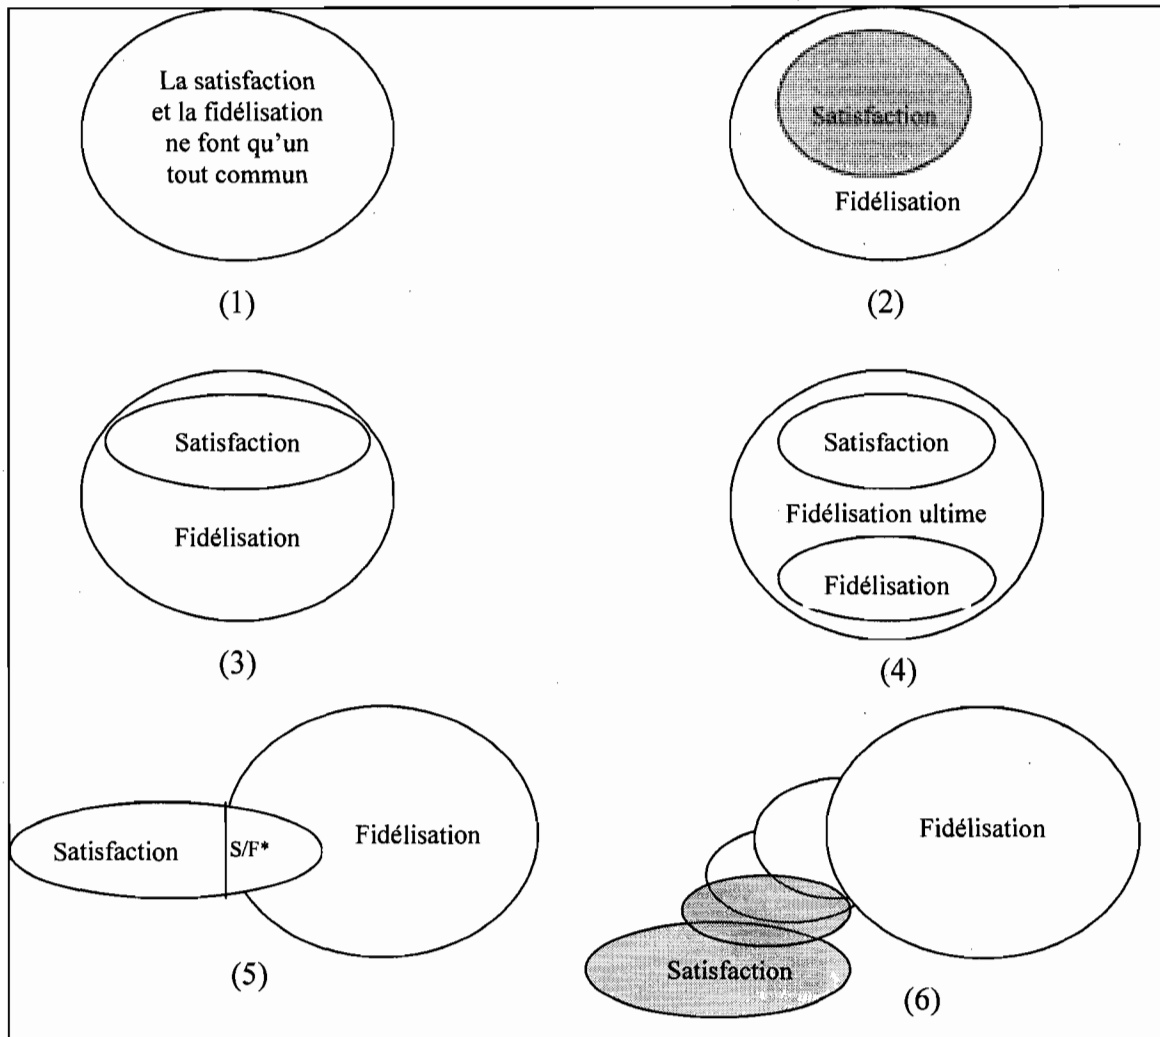 La satisfaction
et la fidélisation
ne font qu'un
tout commun
(1)
Satisfaction
Fidélisation
(2)
Satisfaction
Fidélisation
(3)
Satisfaction
Fidélisation ultime
Fidélisation
(4)
Satisfaction
S/F*
Fidélisation
(5)
Fidélisation
Satisfaction
(6)